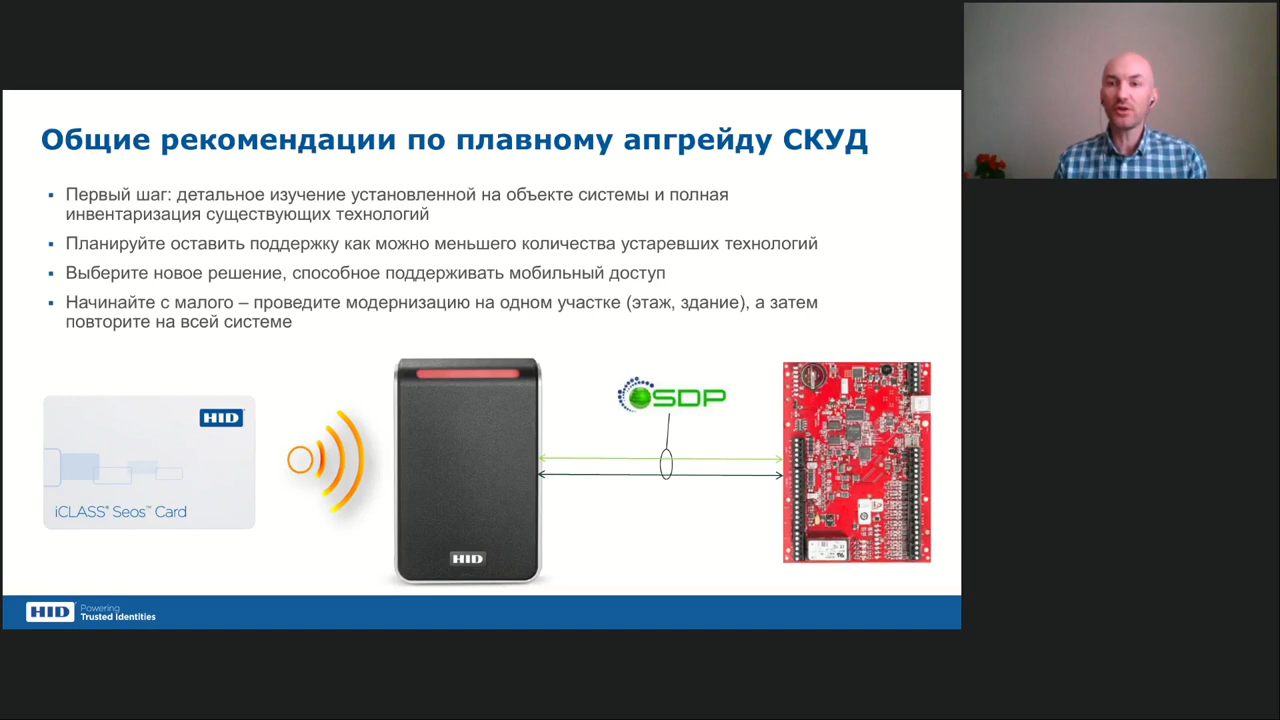 Общие рекомендации по плавному апгрейду СКУД
Первый шаг: детальное изучение установленной на объекте системы и полная
инвентаризация существующих технологий
Планируйте оставить поддержку как можно меньшего количества устаревших технологий
Выберите новое решение, способное поддерживать мобильный доступ
Начинайте с малого – проведите модернизацию на одном участке (этаж, здание), а затем
повторите на всей системе
HID
iCLASS® Seos™ Card
HID
OSDP
HID
Powering
Trusted Identities